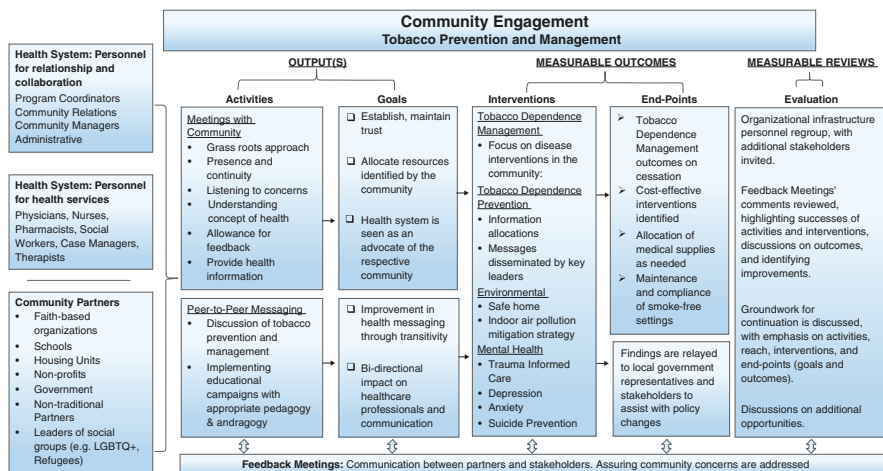 Community Engagement
Tobacco Prevention and Management
Health System: Personnel
for relationship and
collaboration
Program Coordinators
Community Relations
Community Managers
Administrative
Health System: Personnel
for health services
Physicians, Nurses,
Pharmacists, Social
Workers, Case Managers,
Therapists
Community Partners
• Faith-based
organizations
• Schools
• Housing Units
• Non-profits
• Government
• Non-traditional
Partners
• Leaders of social
groups (e.g. LGBTQ+,
Refugees)
OUTPUT(S)
Activities
Meetings with
Community
• Grass roots approach
• Presence and
continuity
• Listening to concerns
• Understanding
concept of health
• Allowance for
feedback
• Provide health
information
Peer-to-Peer Messaging
• Discussion of tobacco
prevention and
management
• Implementing
educational
campaigns with
appropriate pedagogy
& andragogy
Goals
❑ Establish, maintain
trust
❑ Allocate resources
identified by the
community
❑ Health system is
seen as an
advocate of the
respective
community
❑ Improvement in
health messaging
through transitivity
❑ Bi-directional
impact on
healthcare
professionals and
communication
MEASURABLE OUTCOMES
Interventions
Tobacco Dependence
Management:
• Focus on disease
interventions in the
community:
Tobacco Dependence
Prevention:
• Information
allocations
• Messages
disseminated by key
leaders
Environmental
• Safe home
• Indoor air pollution
mitigation strategy
Mental Health
• Trauma Informed
Care
• Depression
• Anxiety
• Suicide Prevention
End-Points
➢ Tobacco
Dependence
Management
outcomes on
cessation
➢ Cost-effective
interventions
identified
➢ Allocation of
medical supplies
as needed
➢ Maintenance
and compliance
of smoke-free
settings
Findings are relayed
to local government
representatives and
stakeholders to
assist with policy
changes
MEASURABLE REVIEWS
Evaluation
Organizational infrastructure
personnel regroup, with
additional stakeholders
invited.
Feedback Meetings'
comments reviewed,
highlighting successes of
activities and interventions,
discussions on outcomes,
and identifying
improvements.
Groundwork for
continuation is discussed,
with emphasis on activities,
reach, interventions, and
end-points (goals and
outcomes).
Discussions on additional
opportunities.
Feedback Meetings: Communication between partners and stakeholders. Assuring community concerns are addressed